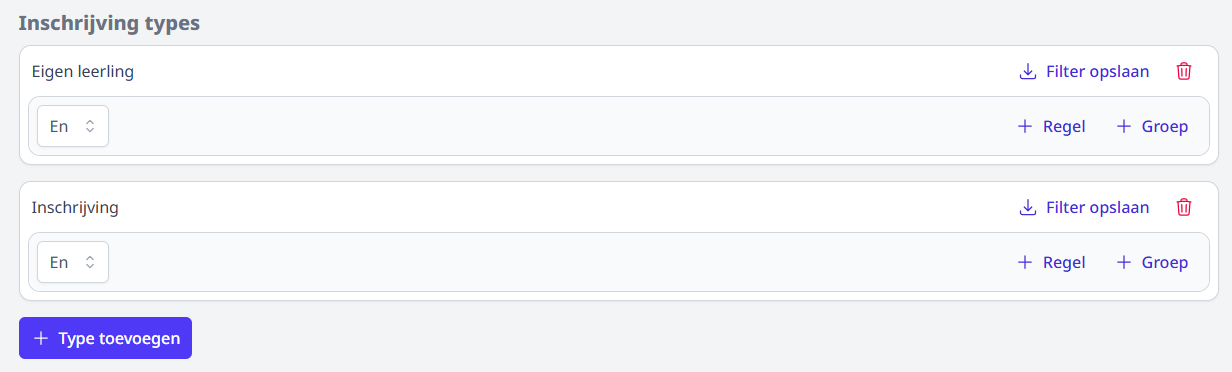 Inschrijving types
Eigen leerling Filter opslaan
En Regel Groep
Inschrijving Filter opslaan
En Regel Groep
Type toevoegen